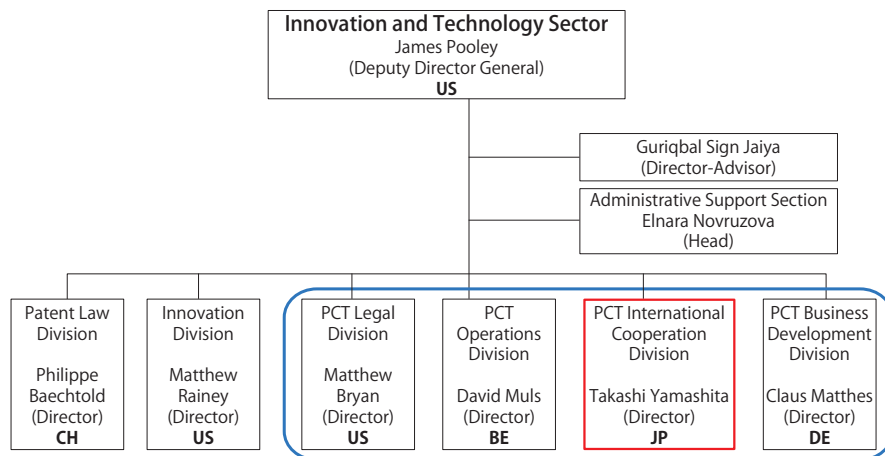 Innovation and Technology Sector
James Pooley
(Deputy Director General)
US
Guriqbal Sign Jaiya
(Director-Advisor)
Administrative Support Section
Elnara Novruzova
(Head)
Patent Law
Division
Philippe
Baechtold
(Director)
CH
Innovation
Division
Matthew
Rainey
(Director)
US
PCT Legal
Division
Matthew
Bryan
(Director)
US
PCT
Operations
Division
David Muls
(Director)
BE
PCT International
Cooperation
Division
Takashi Yamashita
(Director)
JP
PCT Business
Development
Division
Claus Matthes
(Director)
DE